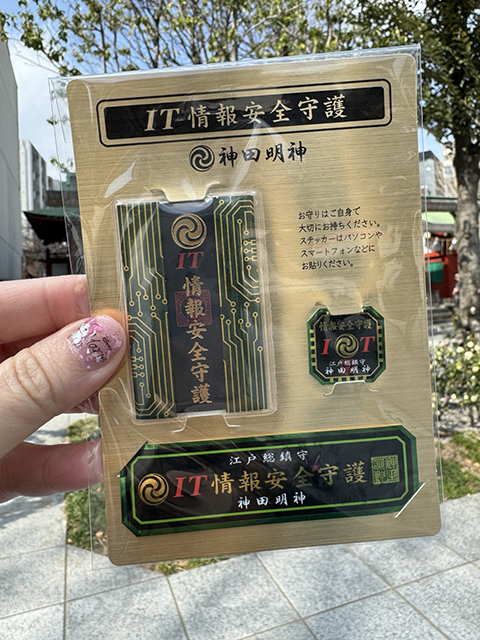 IT情報安全守護
神田明神
お守りはご自身で
大切にお持ちください。
ステッカーはパソコンや
スマートフォンなどに
お貼りください。
IT
情報安全守護
情報安全守護
IT
江戸総鎮守
神田明神
江戸総鎮守
IT情報安全守護
神田明神